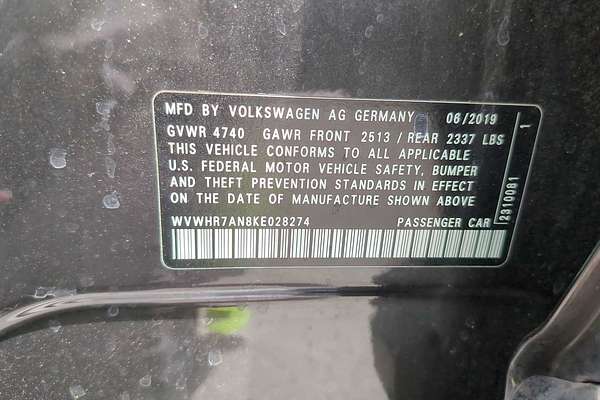 MFD BY VOLKSWAGEN AG GERMANY 06/2019
GVWR 4740 GAWR FRONT 2513 / REAR 2337 LBS
THIS VEHICLE CONFORMS TO ALL APPLICABLE
U.S. FEDERAL MOTOR VEHICLE SAFETY, BUMPER
AND THEFT PREVENTION STANDARDS IN EFFECT
ON THE DATE OF MANUFACTURE SHOWN ABOVE
WVWHR7AN8KE028274 PASSENGER CAR
2310081 1